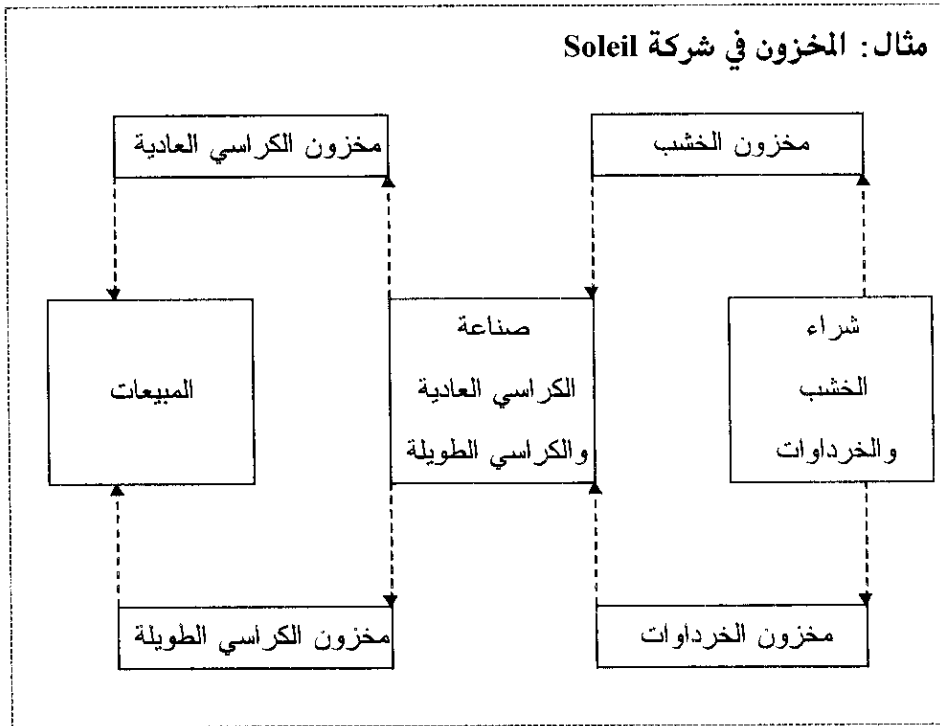 مثال: المخزون في شركة Soleil
مخزون الخشب
مخزون الكراسي العادية
شراء
الخشب
والخرداوات
صناعة
الكراسي العادية
والكراسي الطويلة
المبيعات
مخزون الخرداوات
مخزون الكراسي الطويلة